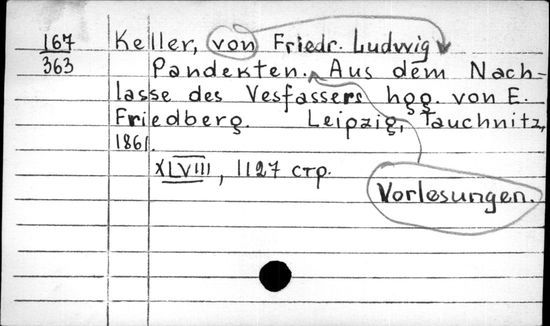 167 Keller, von Friedr. Ludwig
363 Pandekten. Aus dem Nach-
lasse des Vesfassers hgg. von E.
Friedberg. Leipzig, Tauchnitz,
1861.
XLVIII, 1127 стр.
Vorlesungen.